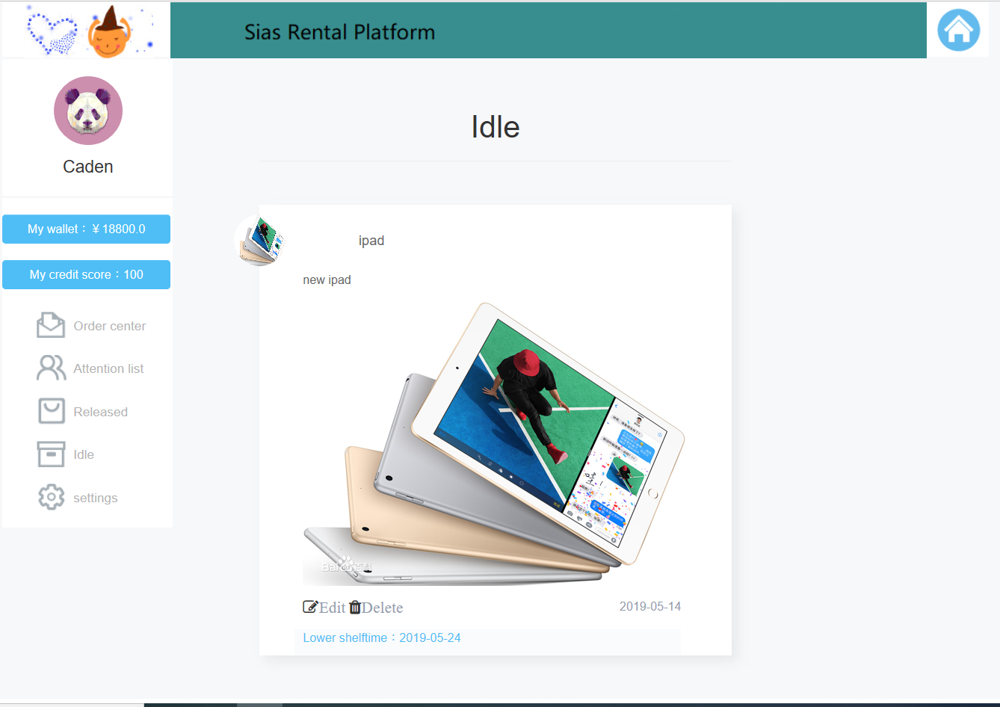 Sias Rental Platform
Caden
My wallet：￥18800.0
My credit score：100
Order center
Attention list
Released
Idle
settings
Idle
ipad
new ipad
Baidu百科
Edit Delete
2019-05-14
Lower shelftime：2019-05-24